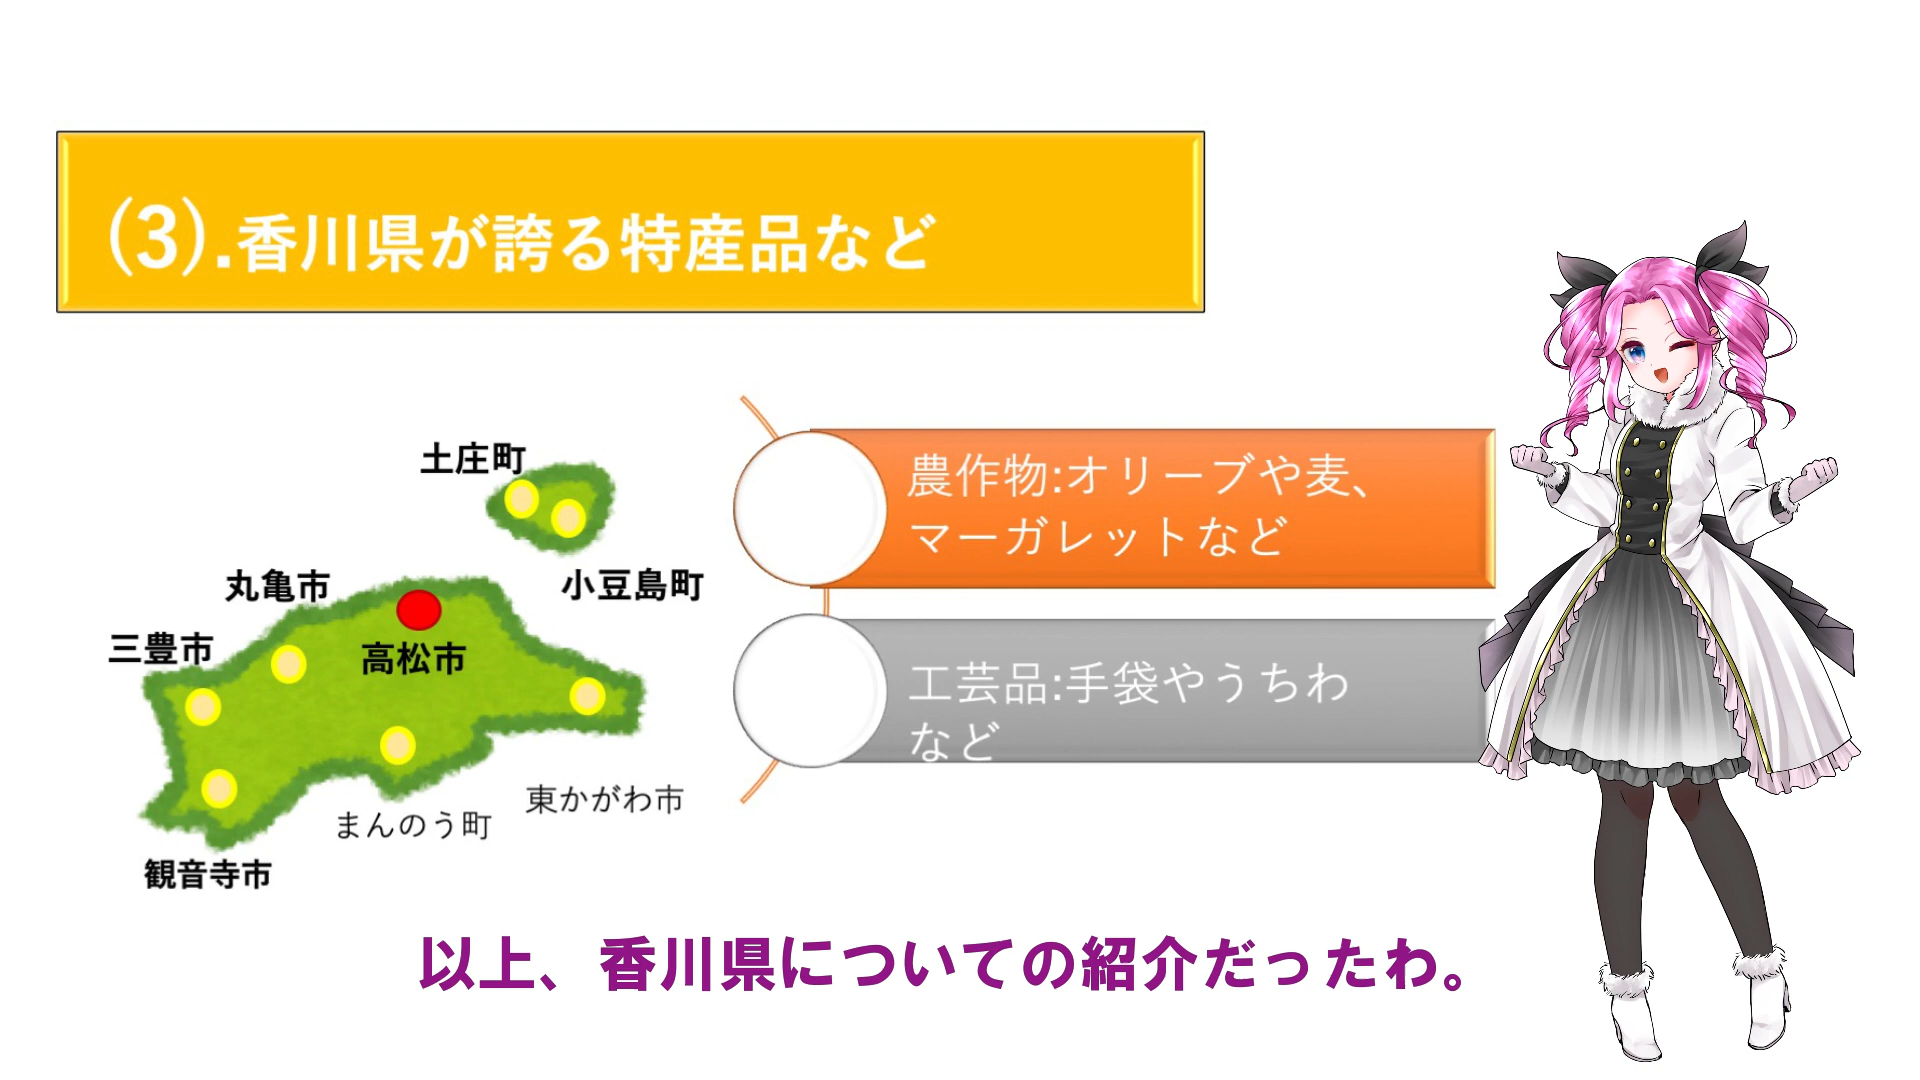 (3).香川県が誇る特産品など
土庄町
小豆島町
丸亀市
三豊市
高松市
東かがわ市
まんのう町
観音寺市
農作物:オリーブや麦、
マーガレットなど
工芸品:手袋やうちわ
など
以上、香川県についての紹介だったわ。